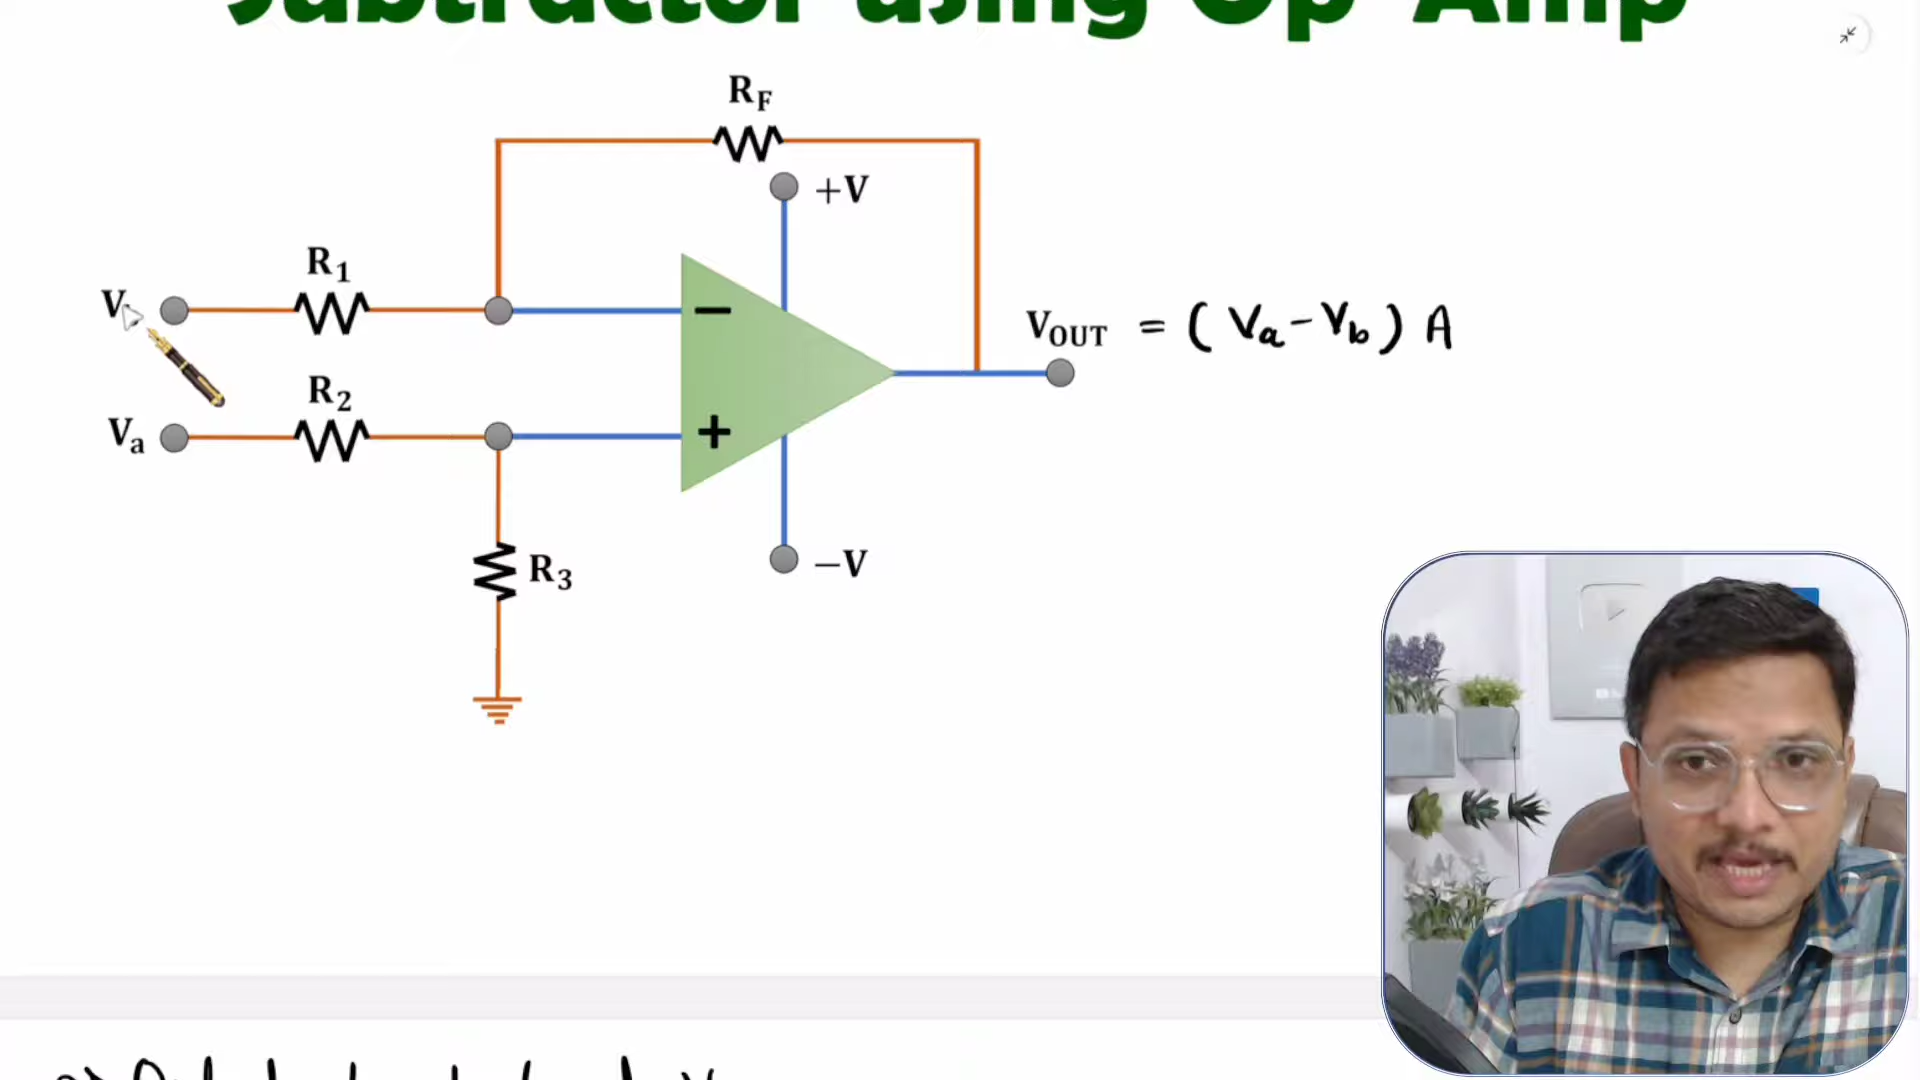 Subtractor using Op-Amp
R_F
+V
R_1
V
V_OUT = (V_a - V_b) A
R_2
V_a
−
+
R_3
−V